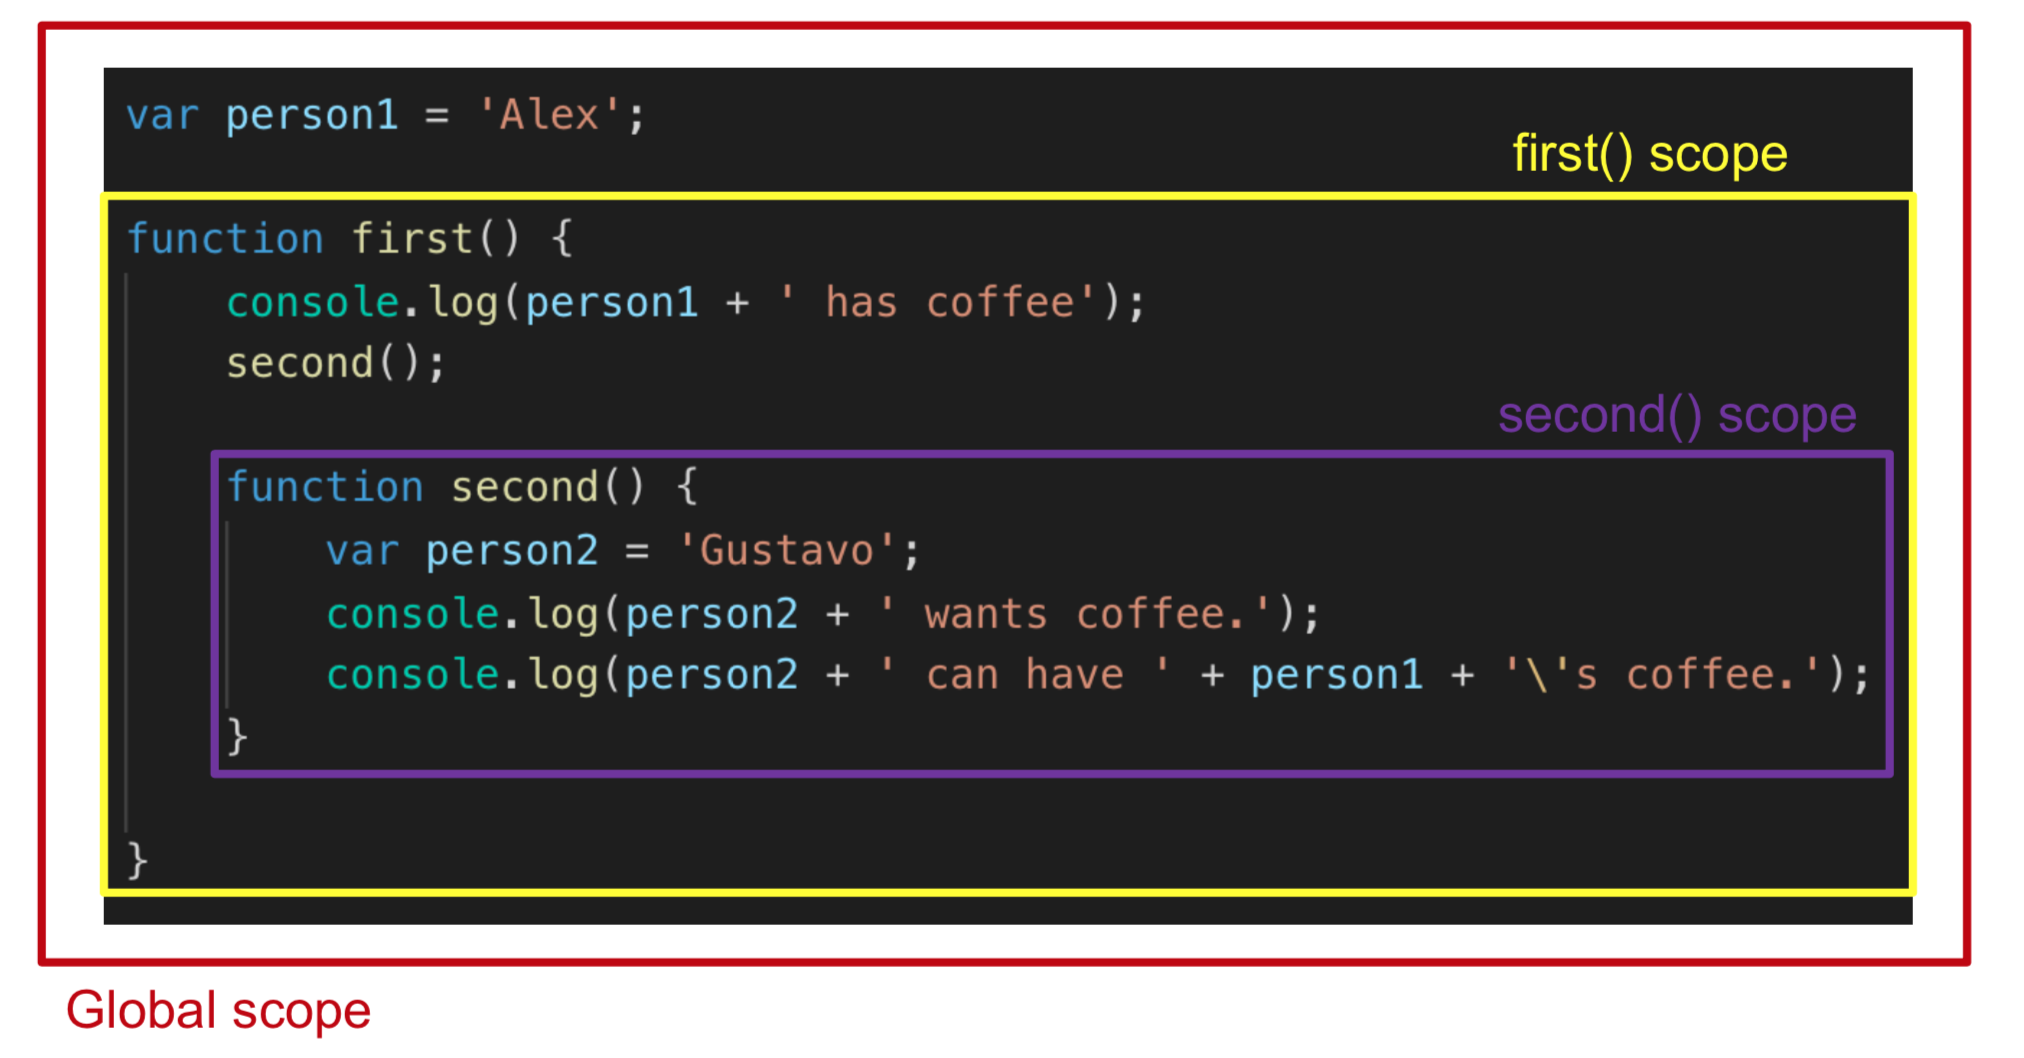 var person1 = 'Alex';
first() scope
function first() {
console.log(person1 + ' has coffee');
second();
second() scope
function second() {
var person2 = 'Gustavo';
console.log(person2 + ' wants coffee.');
console.log(person2 + ' can have ' + person1 + '\'s coffee.');
}
}
Global scope